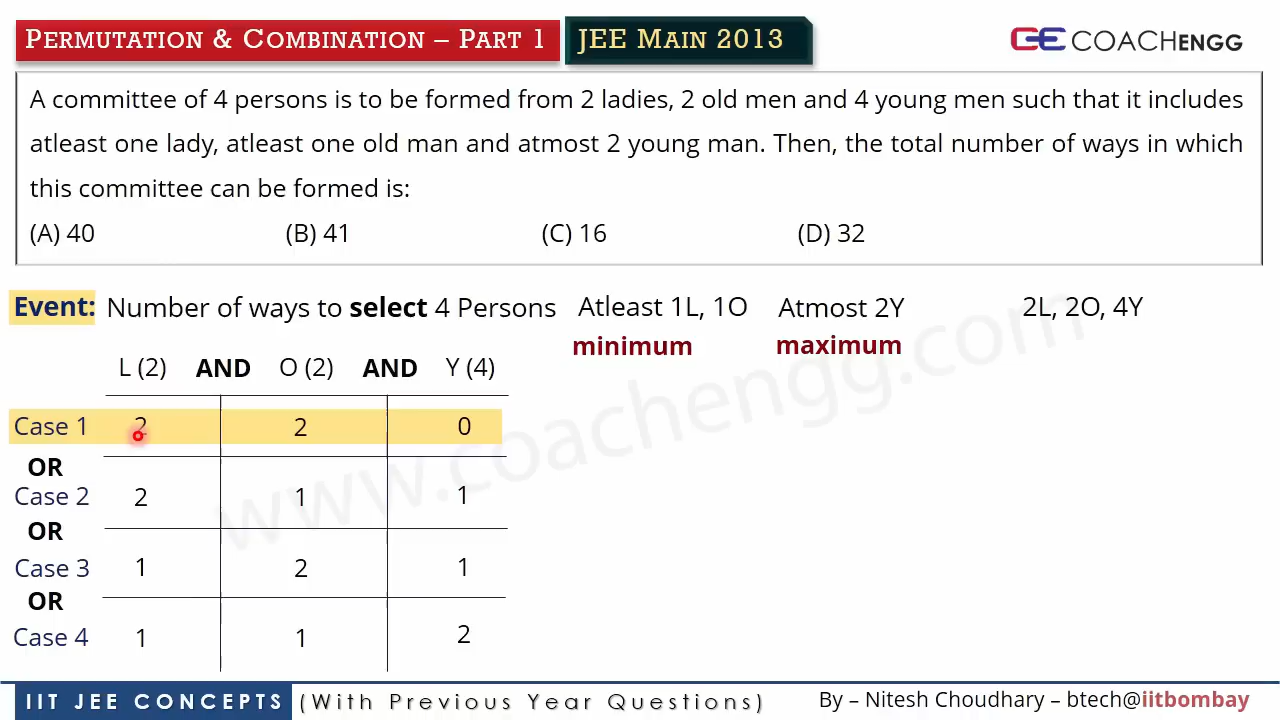 PERMUTATION & COMBINATION – PART 1 JEE MAIN 2013 CE COACHENGG
A committee of 4 persons is to be formed from 2 ladies, 2 old men and 4 young men such that it includes
atleast one lady, atleast one old man and atmost 2 young man. Then, the total number of ways in which
this committee can be formed is:
(A) 40 (B) 41 (C) 16 (D) 32
Event: Number of ways to select 4 Persons Atleast 1L, 1O Atmost 2Y 2L, 2O, 4Y
minimum maximum
L (2) AND O (2) AND Y (4)
Case 1 2 2 0
OR
Case 2 2 1 1
OR
Case 3 1 2 1
OR
Case 4 1 1 2
www.coachengg.com
IIT JEE CONCEPTS (With Previous Year Questions) By – Nitesh Choudhary – btech@iitbombay